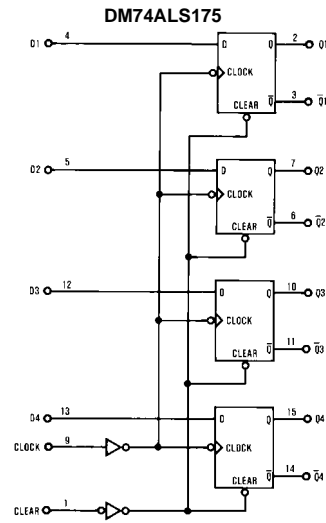 DM74ALS175
D1 4 D Q 2 Q1
CLOCK
Q̅ 3 Q̅1
CLEAR
D2 5 D Q 7 Q2
CLOCK
Q̅ 6 Q̅2
CLEAR
D3 12 D Q 10 Q3
CLOCK
Q̅ 11 Q̅3
CLEAR
D4 13 D Q 15 Q4
CLOCK 9 CLOCK
Q̅ 14 Q̅4
CLEAR 1 CLEAR